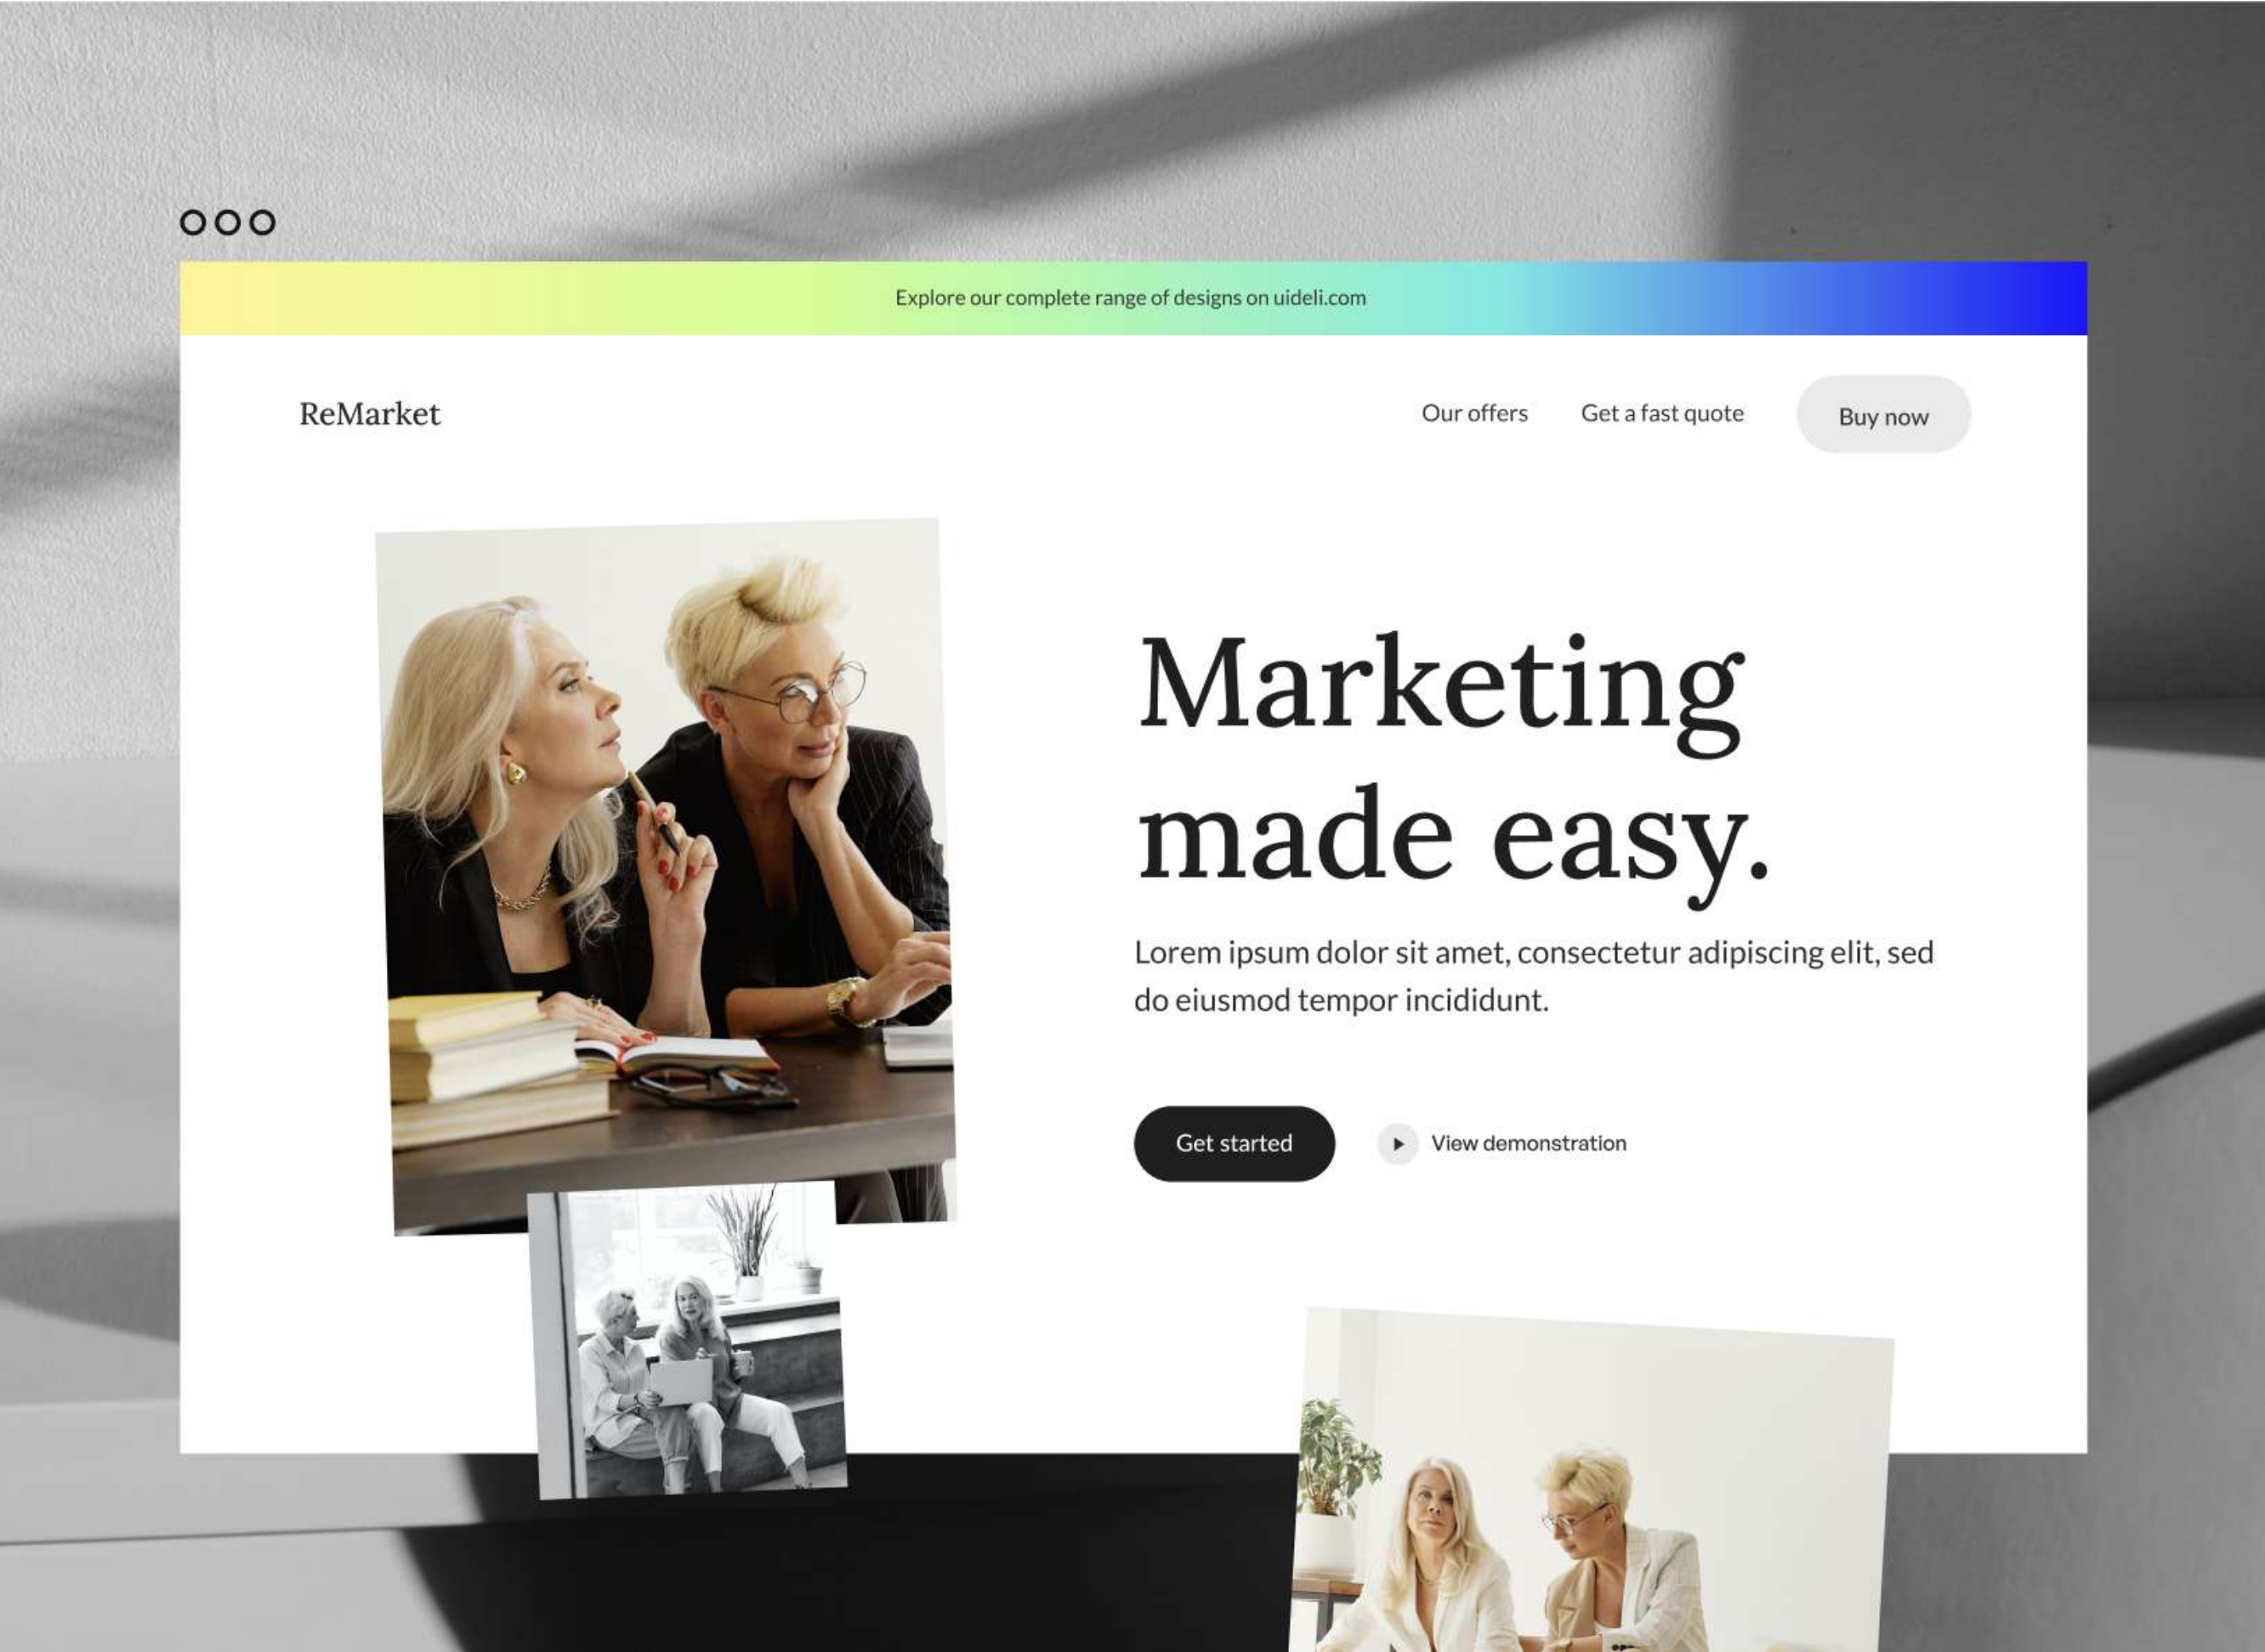 Explore our complete range of designs on uideli.com
ReMarket
Our offers
Get a fast quote
Buy now
Marketing
made easy.
Lorem ipsum dolor sit amet, consectetur adipiscing elit, sed
do eiusmod tempor incididunt.
Get started
View demonstration